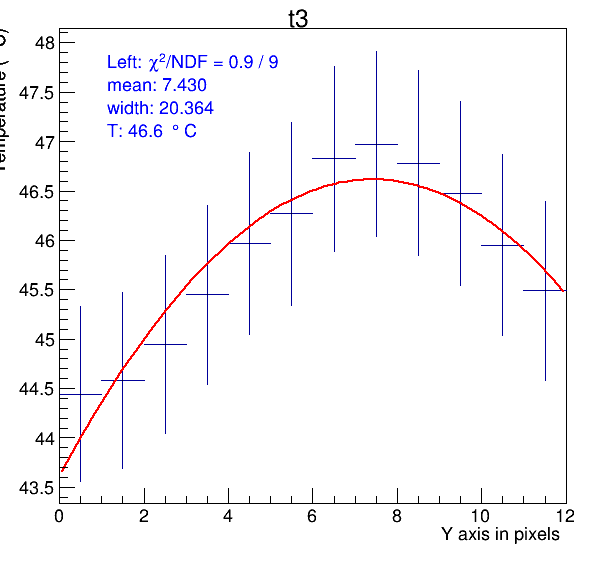 t3
Temperature (°C)
Left: χ²/NDF = 0.9 / 9
mean: 7.430
width: 20.364
T: 46.6 °C
48
47.5
47
46.5
46
45.5
45
44.5
44
43.5
0 2 4 6 8 10 12
Y axis in pixels